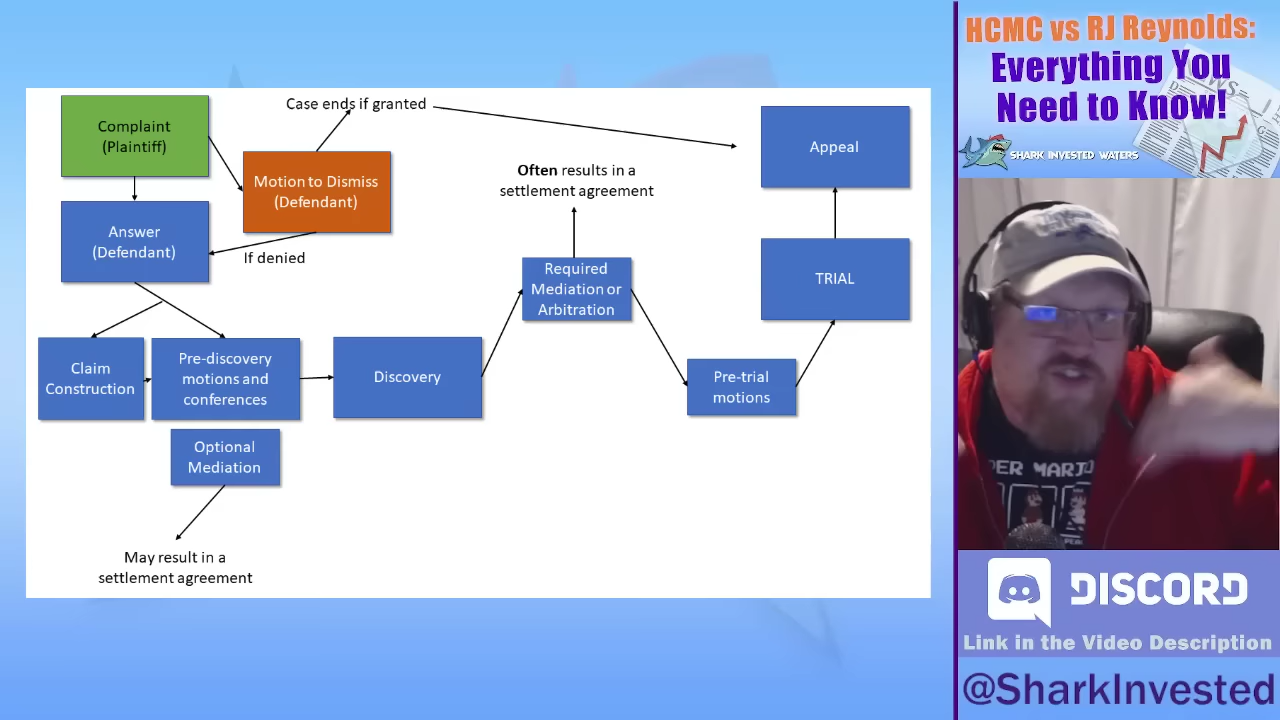 Complaint
(Plaintiff)
Case ends if granted
Motion to Dismiss
(Defendant)
Answer
(Defendant)
If denied
Often results in a
settlement agreement
Appeal
TRIAL
Required
Mediation or
Arbitration
Claim
Construction
Pre-discovery
motions and
conferences
Discovery
Pre-trial
motions
Optional
Mediation
May result in a
settlement agreement
HCMC vs RJ Reynolds:
Everything You
Need to Know!
SHARK INVESTED WATERS
DISCORD
Link in the Video Description
@SharkInvested